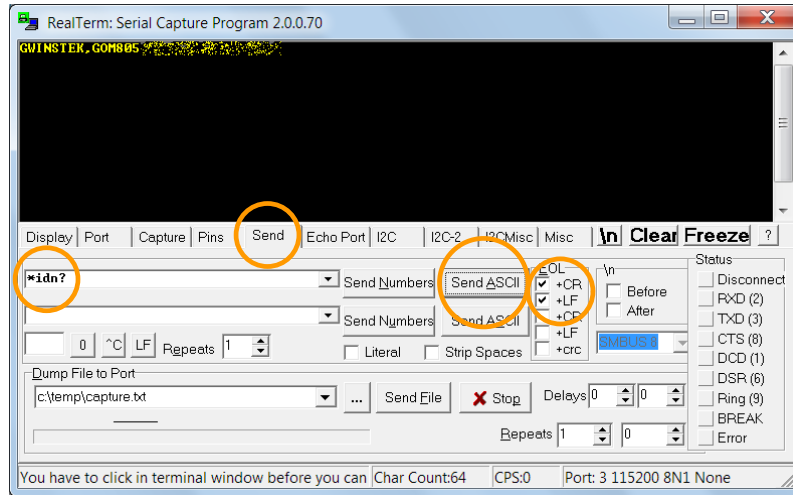 RealTerm: Serial Capture Program 2.0.0.70
GWINSTEK,GOM805
Display Port Capture Pins Send Echo Port I2C I2C-2 I2CMisc Misc \n Clear Freeze ?
*idn? Send Numbers Send ASCII
EOL
+CR
+LF
+CR
+LF
+crc
\n
Before
After
Send Numbers Send ASCII
SMBUS 8
0 ^C LF Repeats 1 Literal Strip Spaces
Status
Disconnect
RXD (2)
TXD (3)
CTS (8)
DCD (1)
DSR (6)
Ring (9)
BREAK
Error
Dump File to Port
c:\temp\capture.txt ... Send File Stop Delays 0 0
Repeats 1 0
You have to click in terminal window before you can Char Count:64 CPS:0 Port: 3 115200 8N1 None